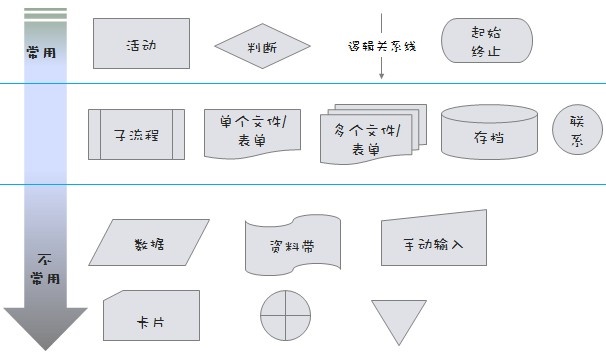 常用
活动
判断
逻辑关系线
起始
终止
子流程
单个文件/
表单
多个文件/
表单
存档
联
系
不
常用
数据
资料带
手动输入
卡片